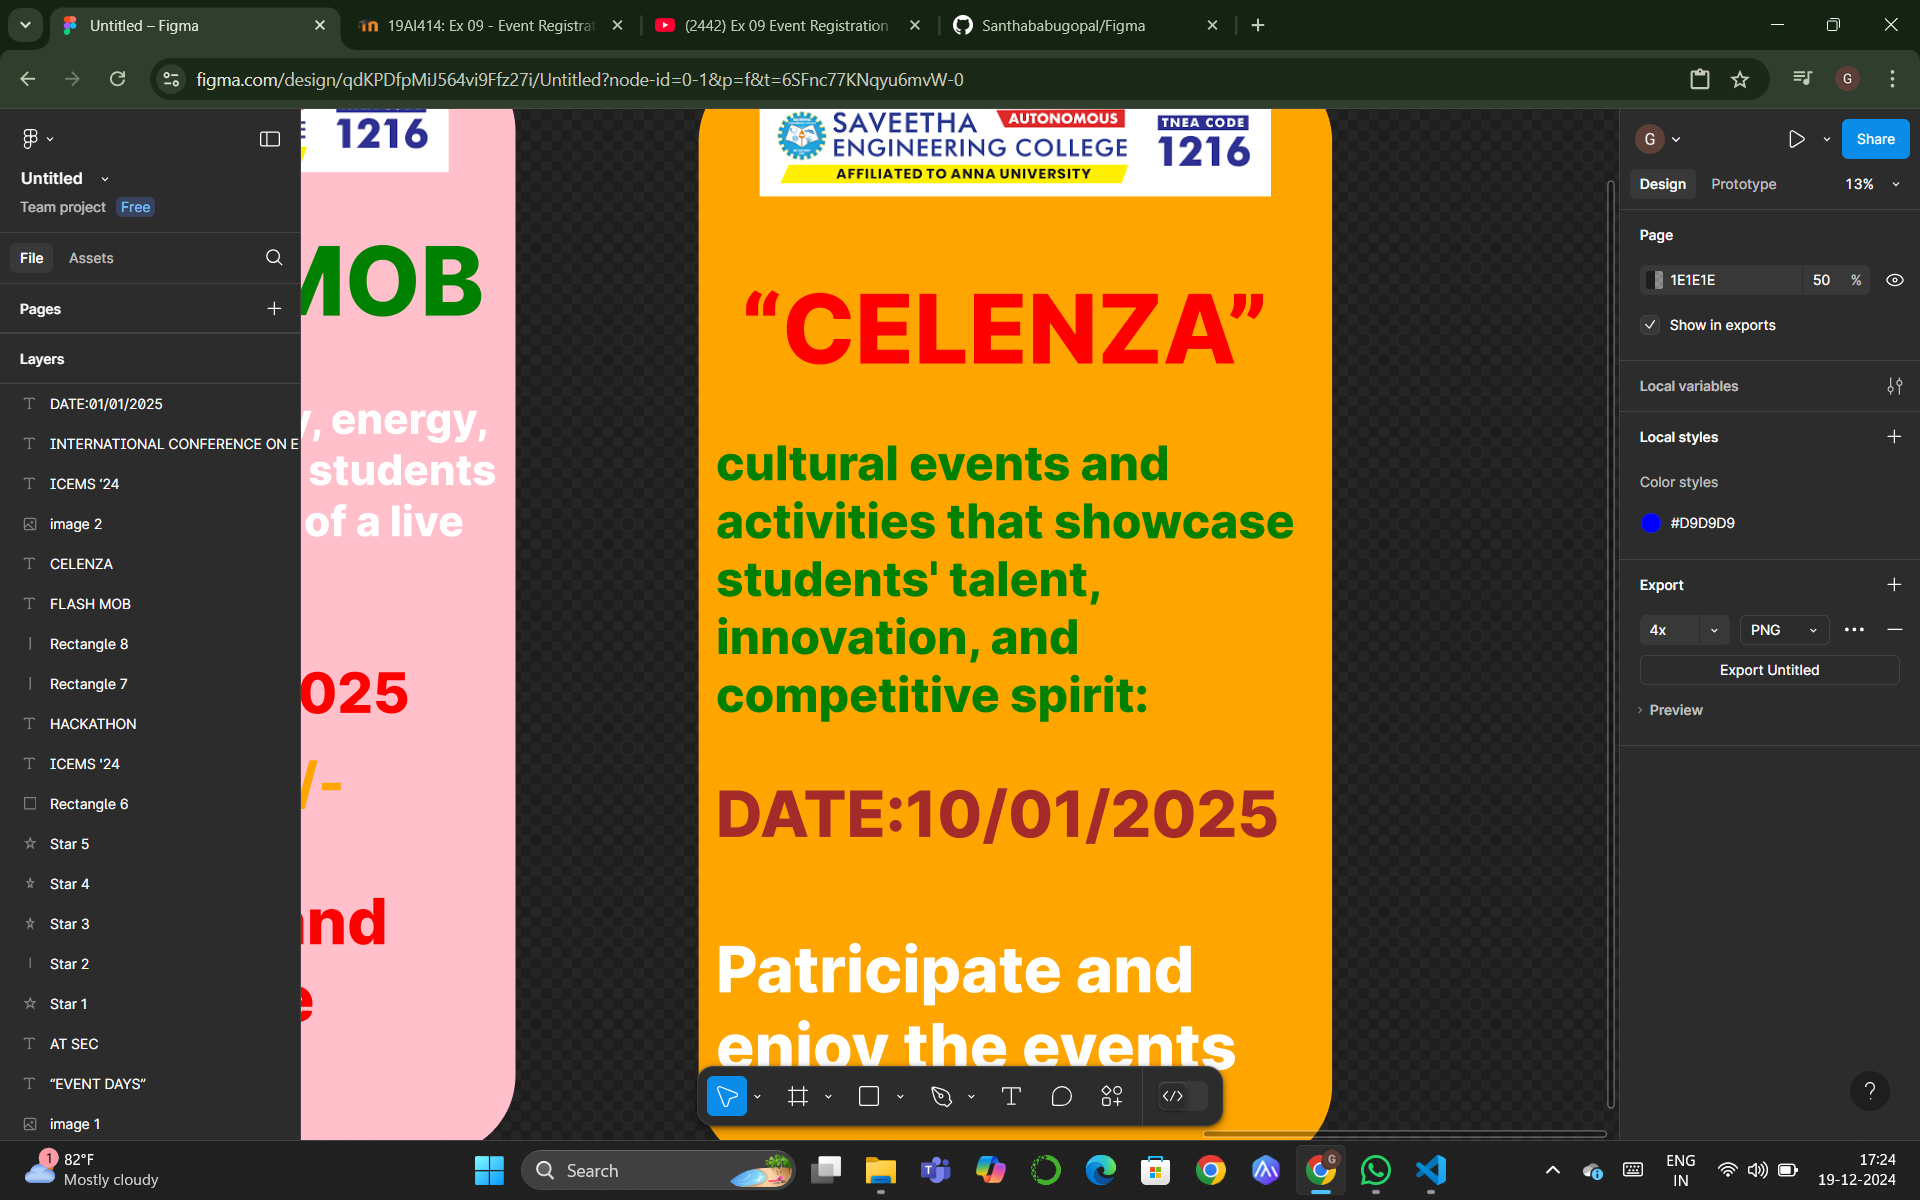 Untitled – Figma
19AI414: Ex 09 - Event Registrat
(2442) Ex 09 Event Registration
Santhababugopal/Figma
figma.com/design/qdKPDfpMiJ564vi9Ffz27i/Untitled?node-id=0-1&p=f&t=6SFnc77KNqyu6mvW-0
G
Untitled
Team project Free
File Assets
Pages
Layers
DATE:01/01/2025
INTERNATIONAL CONFERENCE ON E
ICEMS ‘24
image 2
CELENZA
FLASH MOB
Rectangle 8
Rectangle 7
HACKATHON
ICEMS '24
Rectangle 6
Star 5
Star 4
Star 3
Star 2
Star 1
AT SEC
“EVENT DAYS”
image 1
1216
MOB
y, energy,
students
of a live
025
/-
and
e
SAVEETHA AUTONOMOUS
ENGINEERING COLLEGE
AFFILIATED TO ANNA UNIVERSITY
TNEA CODE
1216
“CELENZA”
cultural events and
activities that showcase
students' talent,
innovation, and
competitive spirit:
DATE:10/01/2025
Patricipate and
enjoy the events
G Share
Design Prototype 13%
Page
1E1E1E 50 %
Show in exports
Local variables
Local styles
Color styles
#D9D9D9
Export
4x PNG
Export Untitled
Preview
?
1
82°F
Mostly cloudy
Search
G
ENG
IN
17:24
19-12-2024